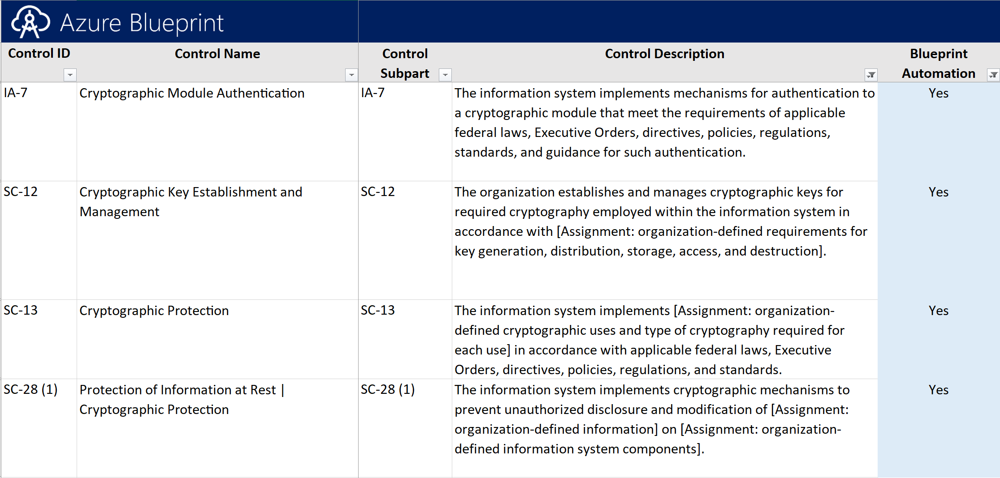 Azure Blueprint
Control ID
Control Name
Control
Subpart
Control Description
Blueprint
Automation
IA-7
Cryptographic Module Authentication
IA-7
The information system implements mechanisms for authentication to
a cryptographic module that meet the requirements of applicable
federal laws, Executive Orders, directives, policies, regulations,
standards, and guidance for such authentication.
Yes
SC-12
Cryptographic Key Establishment and
Management
SC-12
The organization establishes and manages cryptographic keys for
required cryptography employed within the information system in
accordance with [Assignment: organization-defined requirements for
key generation, distribution, storage, access, and destruction].
Yes
SC-13
Cryptographic Protection
SC-13
The information system implements [Assignment: organization-
defined cryptographic uses and type of cryptography required for
each use] in accordance with applicable federal laws, Executive
Orders, directives, policies, regulations, and standards.
Yes
SC-28 (1)
Protection of Information at Rest |
Cryptographic Protection
SC-28 (1)
The information system implements cryptographic mechanisms to
prevent unauthorized disclosure and modification of [Assignment:
organization-defined information] on [Assignment: organization-
defined information system components].
Yes